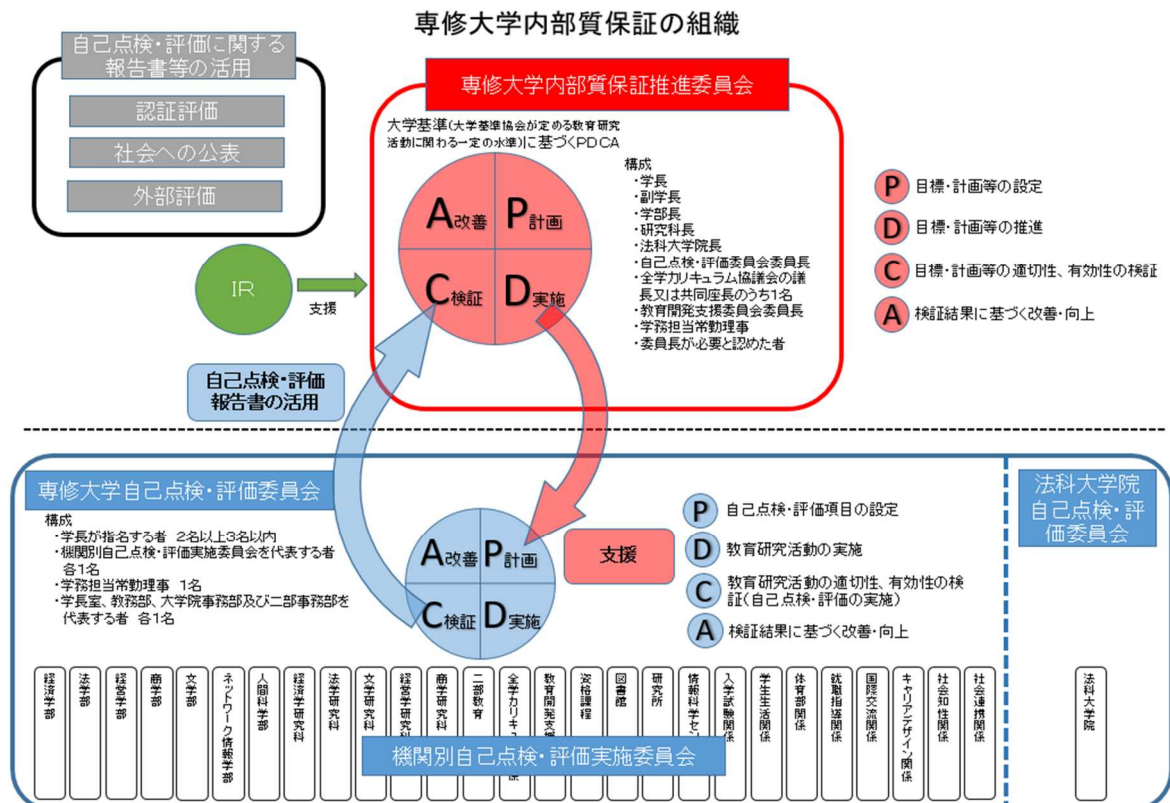 専修大学内部質保証の組織
自己点検・評価に関する
報告書等の活用
認証評価
社会への公表
外部評価
専修大学内部質保証推進委員会
大学基準(大学基準協会が定める教育研究
活動に関わる一定の水準)に基づくPDCA
A改善
P計画
C検証
D実施
構成
・学長
・副学長
・学部長
・研究科長
・法科大学院長
・自己点検・評価委員会委員長
・全学カリキュラム協議会の議
長又は共同座長のうち1名
・教育開発支援委員会委員長
・学務担当常勤理事
・委員長が必要と認めた者
P 目標・計画等の設定
D 目標・計画等の推進
C 目標・計画等の適切性、有効性の検証
A 検証結果に基づく改善・向上
IR
支援
自己点検・評価
報告書の活用
専修大学自己点検・評価委員会
構成
・学長が指名する者 2名以上3名以内
・機関別自己点検・評価実施委員会を代表する者
各1名
・学務担当常勤理事 1名
・学長室、教務部、大学院事務部及び二部事務部を
代表する者 各1名
A改善
P計画
C検証
D実施
支援
P 自己点検・評価項目の設定
D 教育研究活動の実施
C 教育研究活動の適切性、有効性の検
証(自己点検・評価の実施)
A 検証結果に基づく改善・向上
法科大学院
自己点検・評
価委員会
経済学部
法学部
経営学部
商学部
文学部
ネットワーク情報学部
人間科学部
経済学研究科
法学研究科
文学研究科
経営学研究科
商学研究科
二部教育
全学カリキュ
係
教育開発支援
資格課程
図書館
研究所
情報科学セン
入学試験関係
学生生活関係
体育部関係
就職指導関係
国際交流関係
キャリアデザイン関係
社会知性関係
社会連携関係
法科大学院
機関別自己点検・評価実施委員会